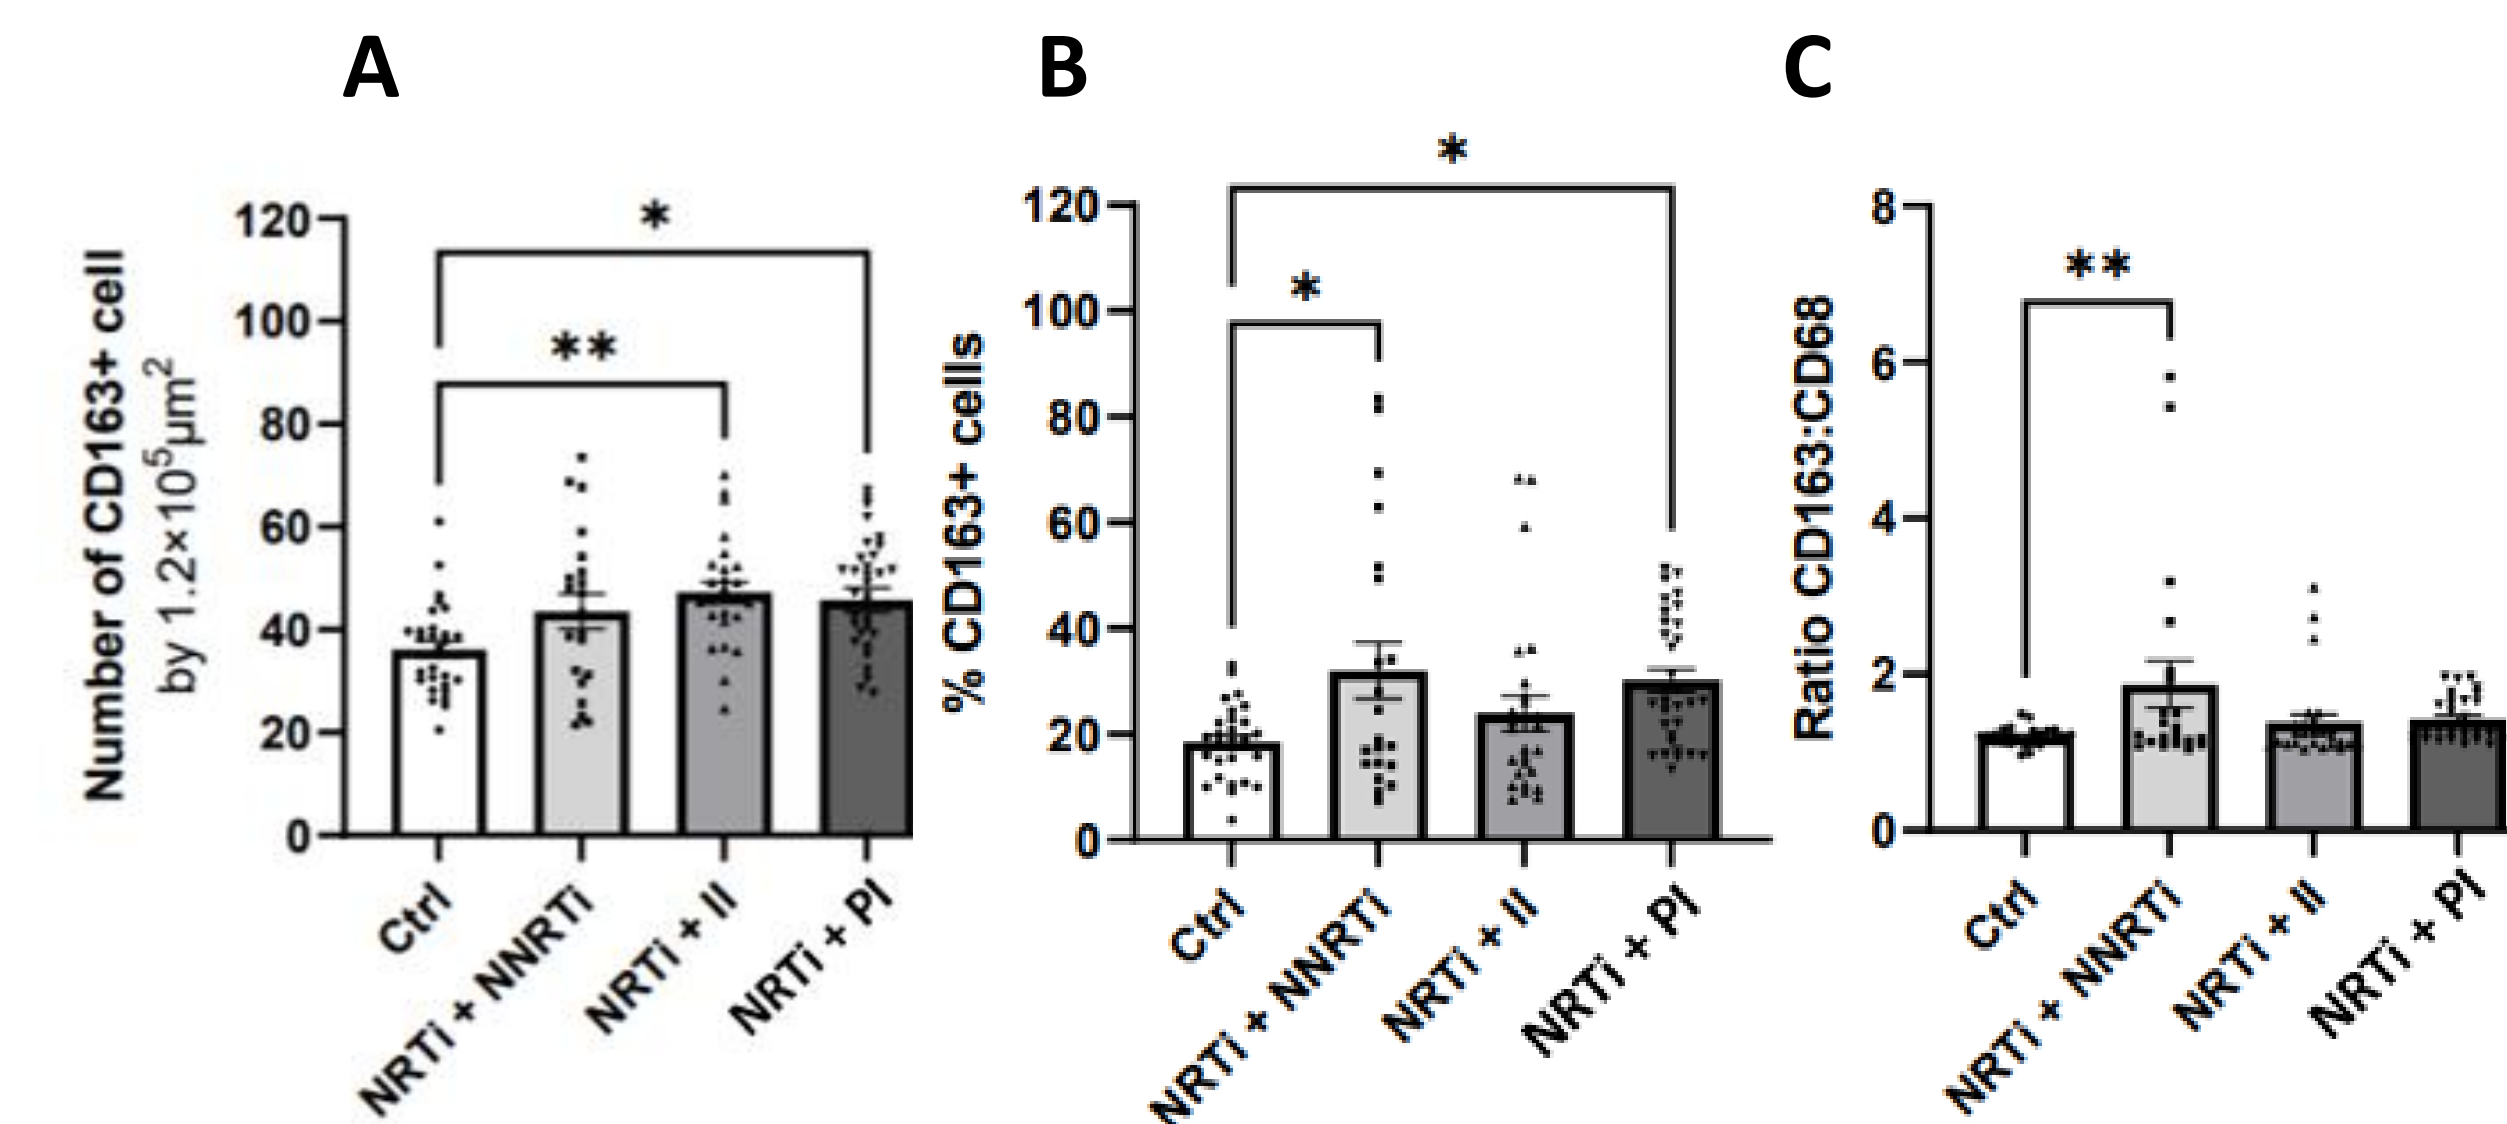 A
B
C
Number of CD163+ cell
by 1.2×10⁵µm²
120
100
80
60
40
20
0
*
**
Ctrl
NRTi + NNRTi
NRTi + II
NRTi + PI
% CD163+ cells
120
100
80
60
40
20
0
*
*
Ctrl
NRTi + NNRTi
NRTi + II
NRTi + PI
Ratio CD163:CD68
8
6
4
2
0
**
Ctrl
NRTi + NNRTi
NRTi + II
NRTi + PI